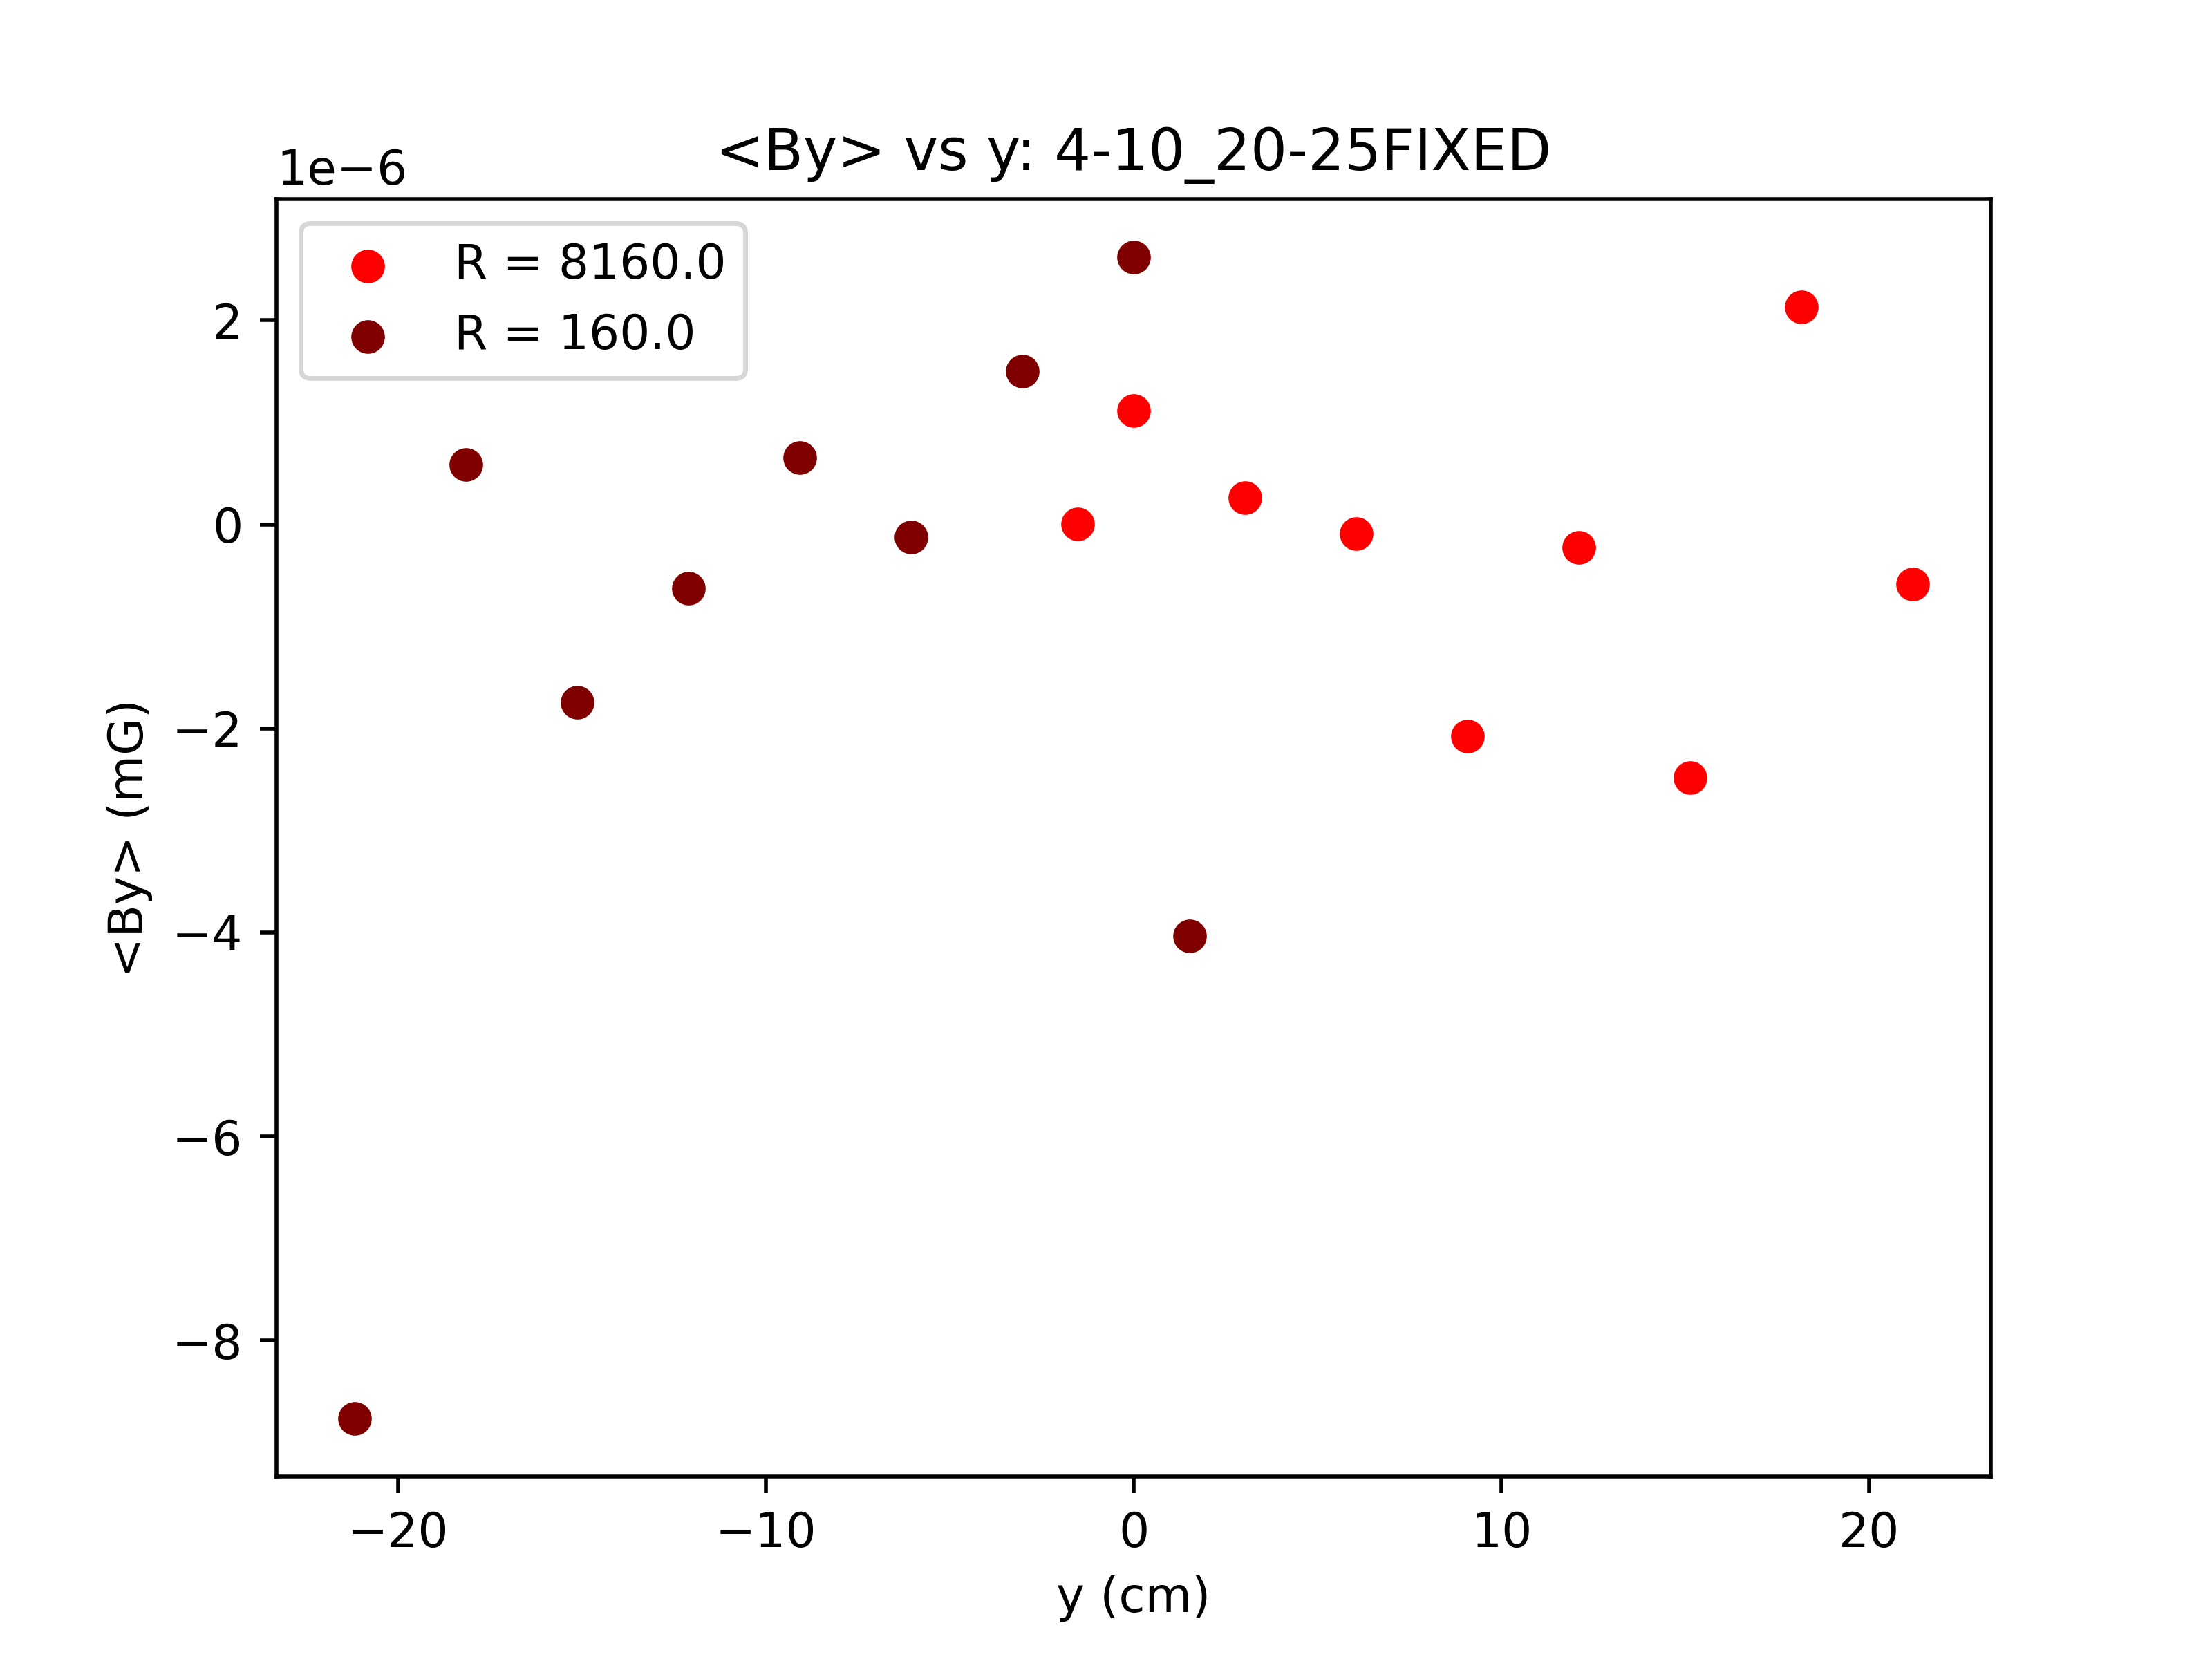 <By> vs y: 4-10_20-25FIXED
1e−6
R = 8160.0
R = 160.0
2
0
−2
−4
−6
−8
<By> (mG)
−20
−10
0
10
20
y (cm)